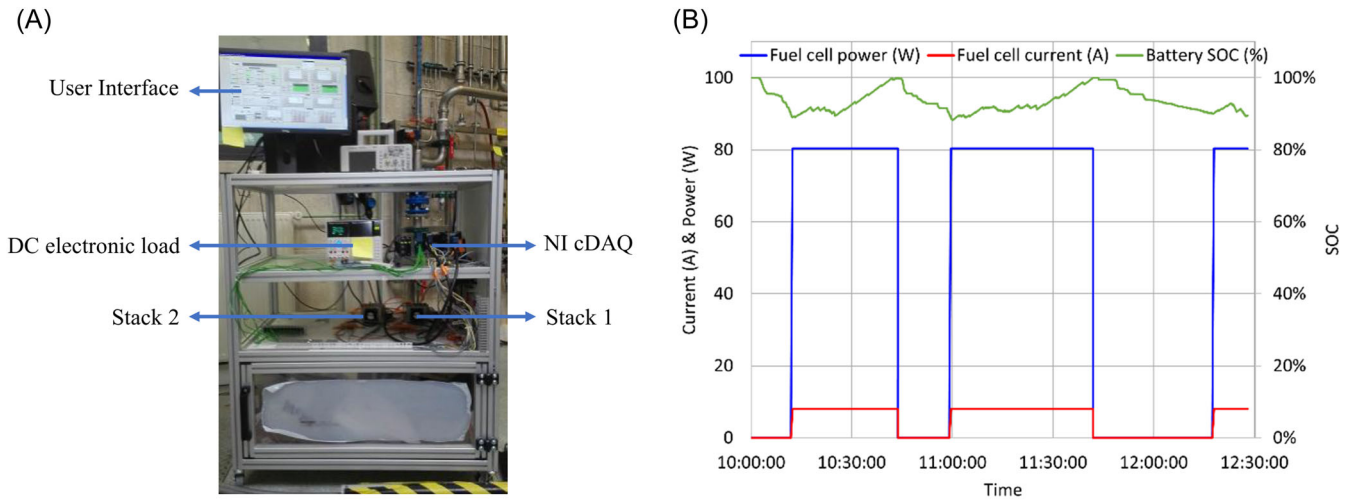 (A)
User Interface
DC electronic load
NI cDAQ
Stack 2
Stack 1
(B)
Fuel cell power (W) Fuel cell current (A) Battery SOC (%)
Current (A) & Power (W)
100
80
60
40
20
0
100%
80%
60%
40%
20%
0%
SOC
10:00:00 10:30:00 11:00:00 11:30:00 12:00:00 12:30:00
Time